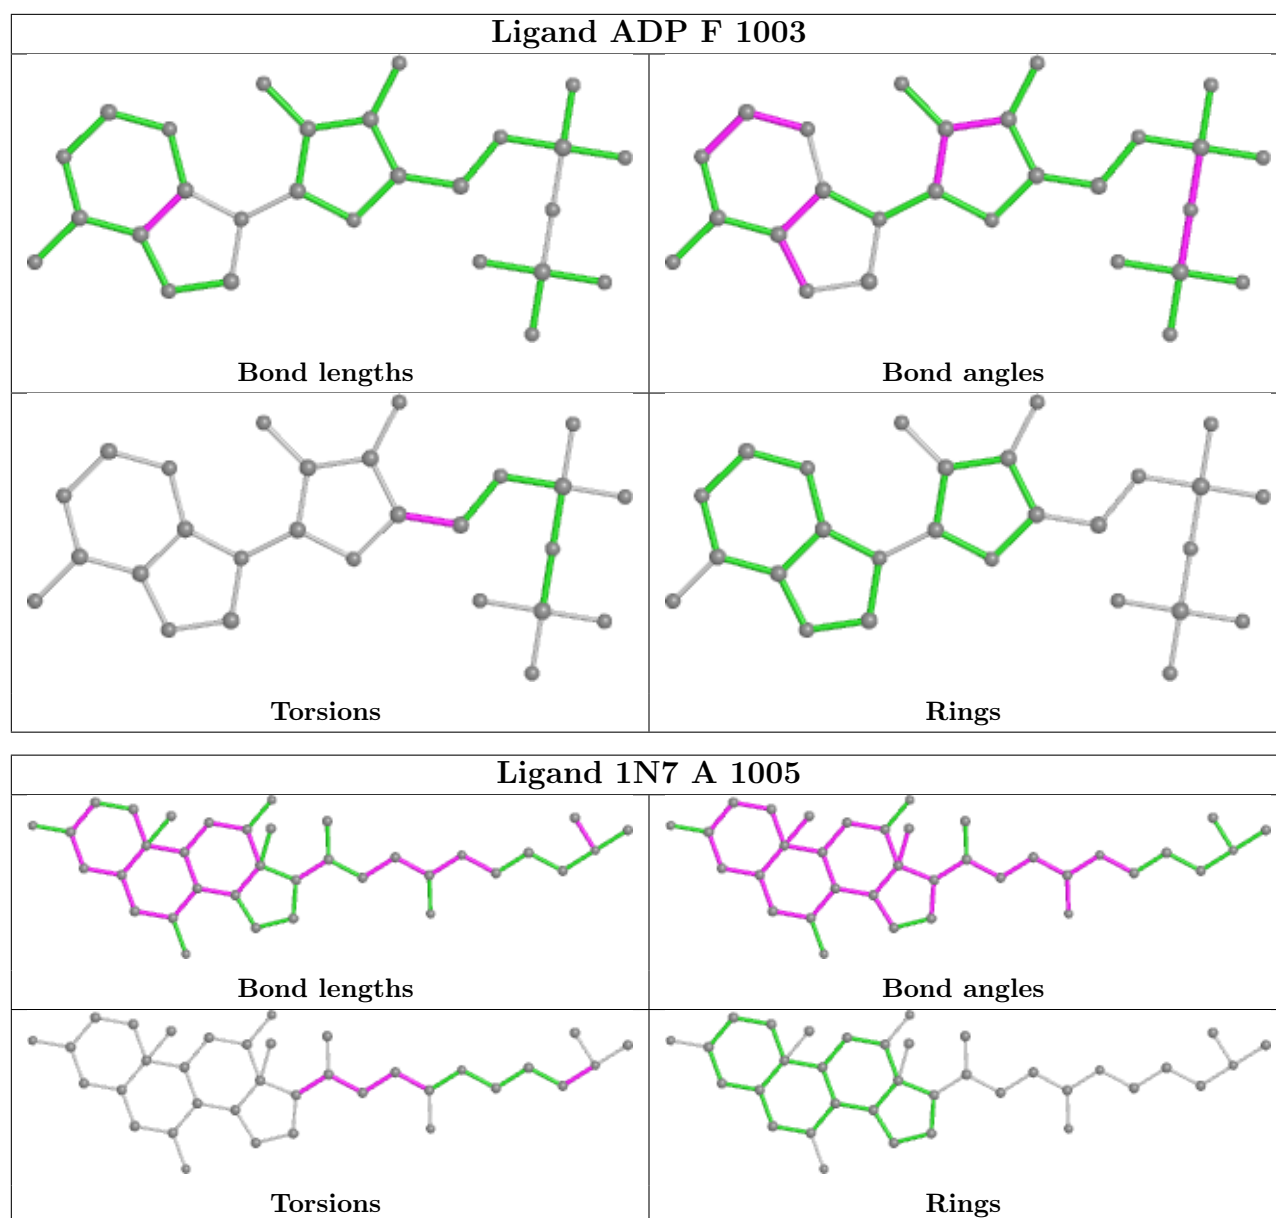 Ligand ADP F 1003
Bond lengths
Bond angles
Torsions
Rings
Ligand 1N7 A 1005
Bond lengths
Bond angles
Torsions
Rings